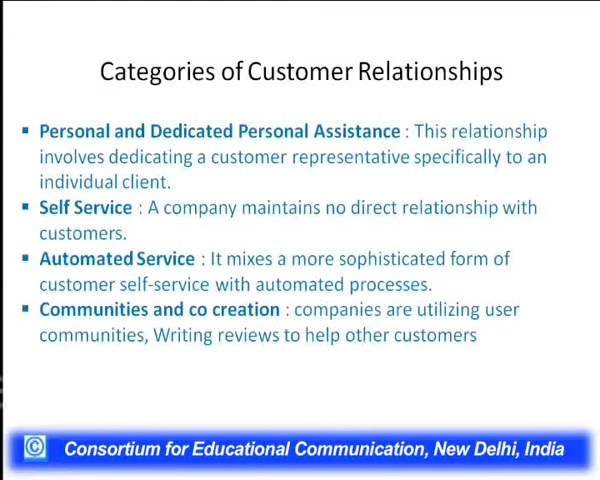 Categories of Customer Relationships
▪ Personal and Dedicated Personal Assistance : This relationship
involves dedicating a customer representative specifically to an
individual client.
▪ Self Service : A company maintains no direct relationship with
customers.
▪ Automated Service : It mixes a more sophisticated form of
customer self-service with automated processes.
▪ Communities and co creation : companies are utilizing user
communities, Writing reviews to help other customers
© Consortium for Educational Communication, New Delhi, India